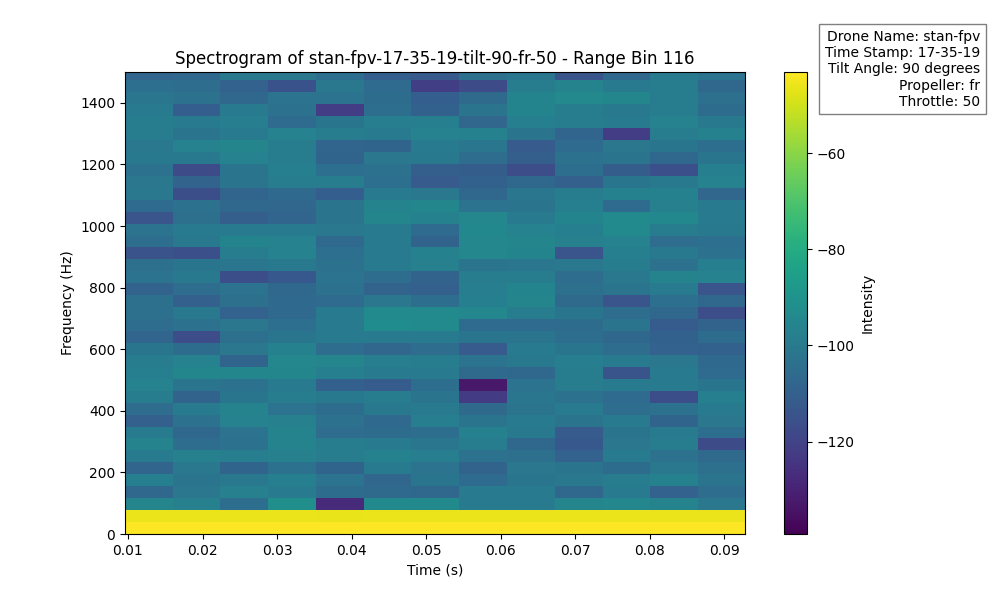 Spectrogram of stan-fpv-17-35-19-tilt-90-fr-50 - Range Bin 116
Drone Name: stan-fpv
Time Stamp: 17-35-19
Tilt Angle: 90 degrees
Propeller: fr
Throttle: 50
Frequency (Hz)
1400
1200
1000
800
600
400
200
0
0.01 0.02 0.03 0.04 0.05 0.06 0.07 0.08 0.09
Time (s)
−60
−80
−100
−120
Intensity